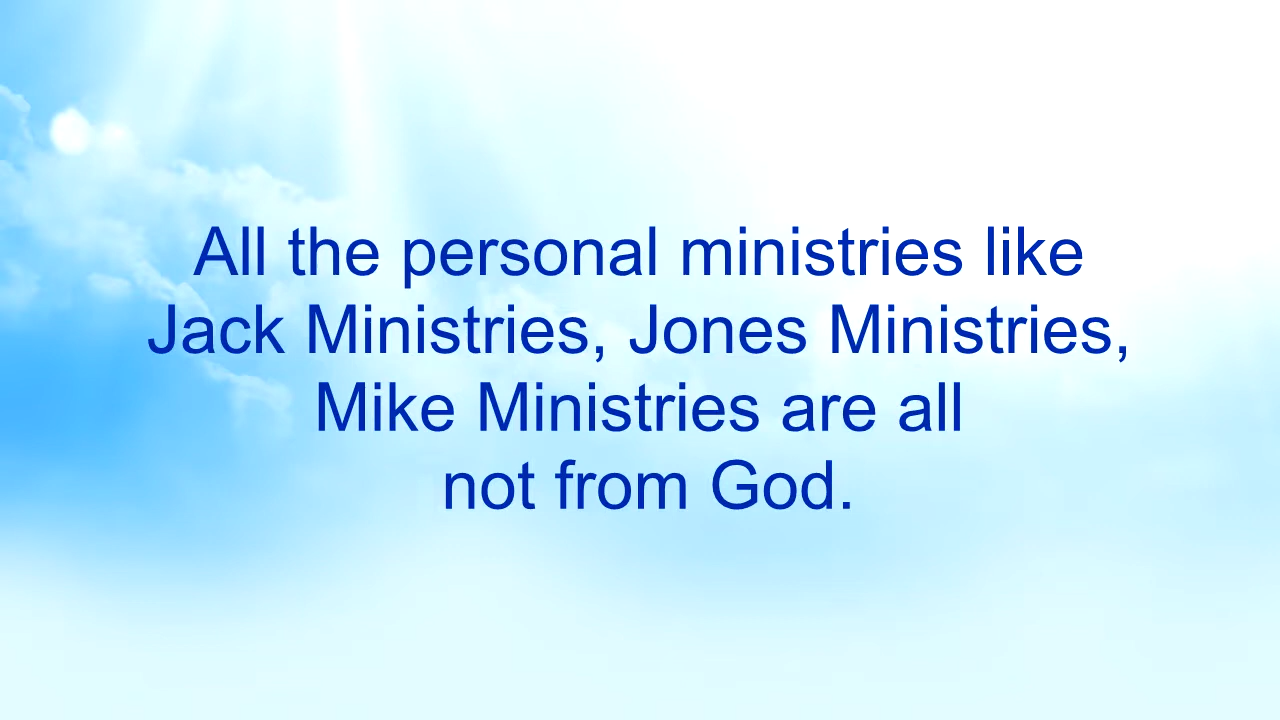 All the personal ministries like
Jack Ministries, Jones Ministries,
Mike Ministries are all
not from God.